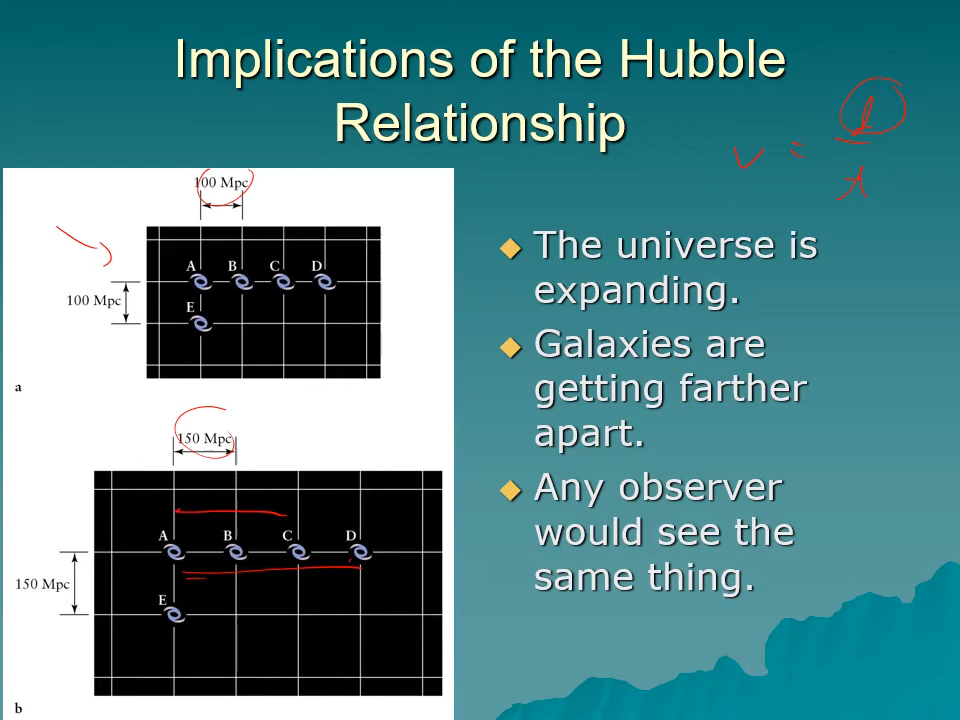 Implications of the Hubble
Relationship
v =
100 Mpc
A B C D
100 Mpc
E
a
150 Mpc
A B C D
150 Mpc
E
b
◆ The universe is
expanding.
◆ Galaxies are
getting farther
apart.
◆ Any observer
would see the
same thing.